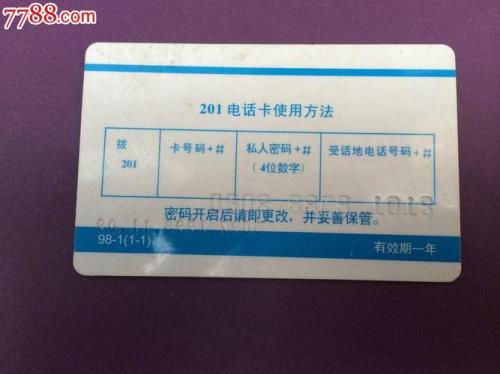 7788.com
201 电话卡使用方法
拨
201
卡号码+#
私人密码+#
(4位数字)
受话地电话号码+#
密码开启后请即更改，并妥善保管。
98-1(1-1)
有效期一年